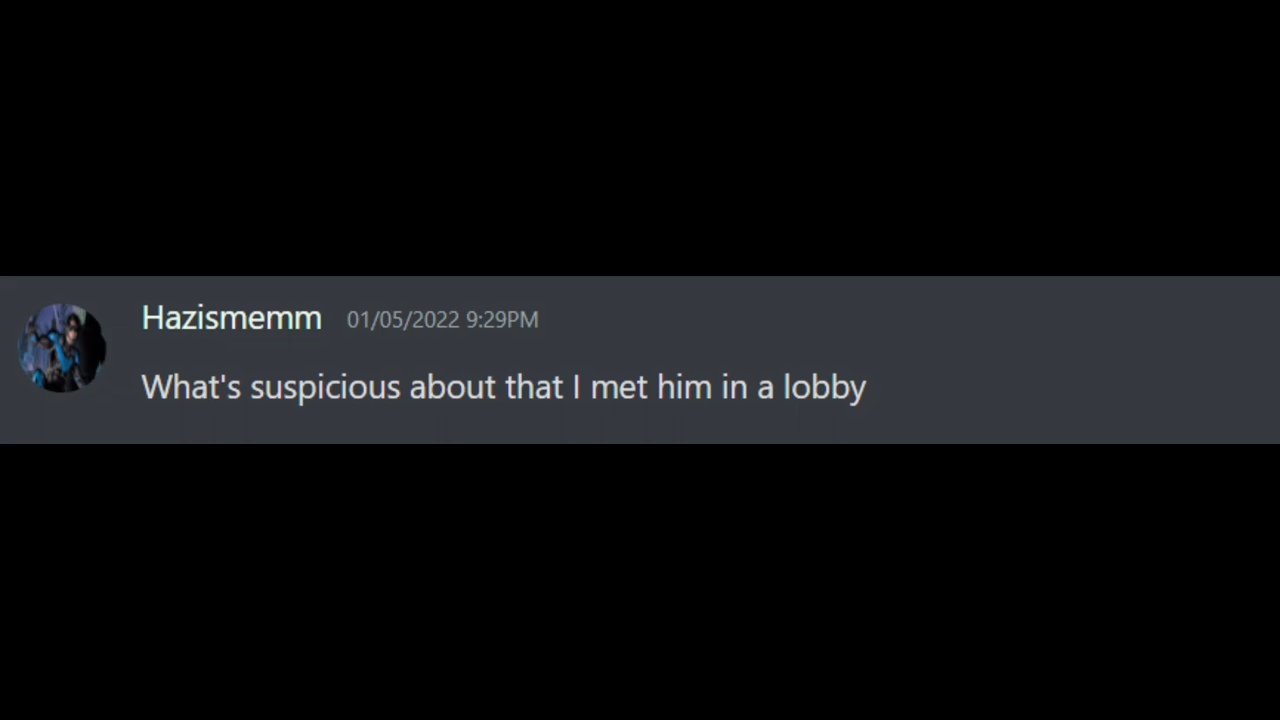 Hazismemm 01/05/2022 9:29PM
What's suspicious about that I met him in a lobby